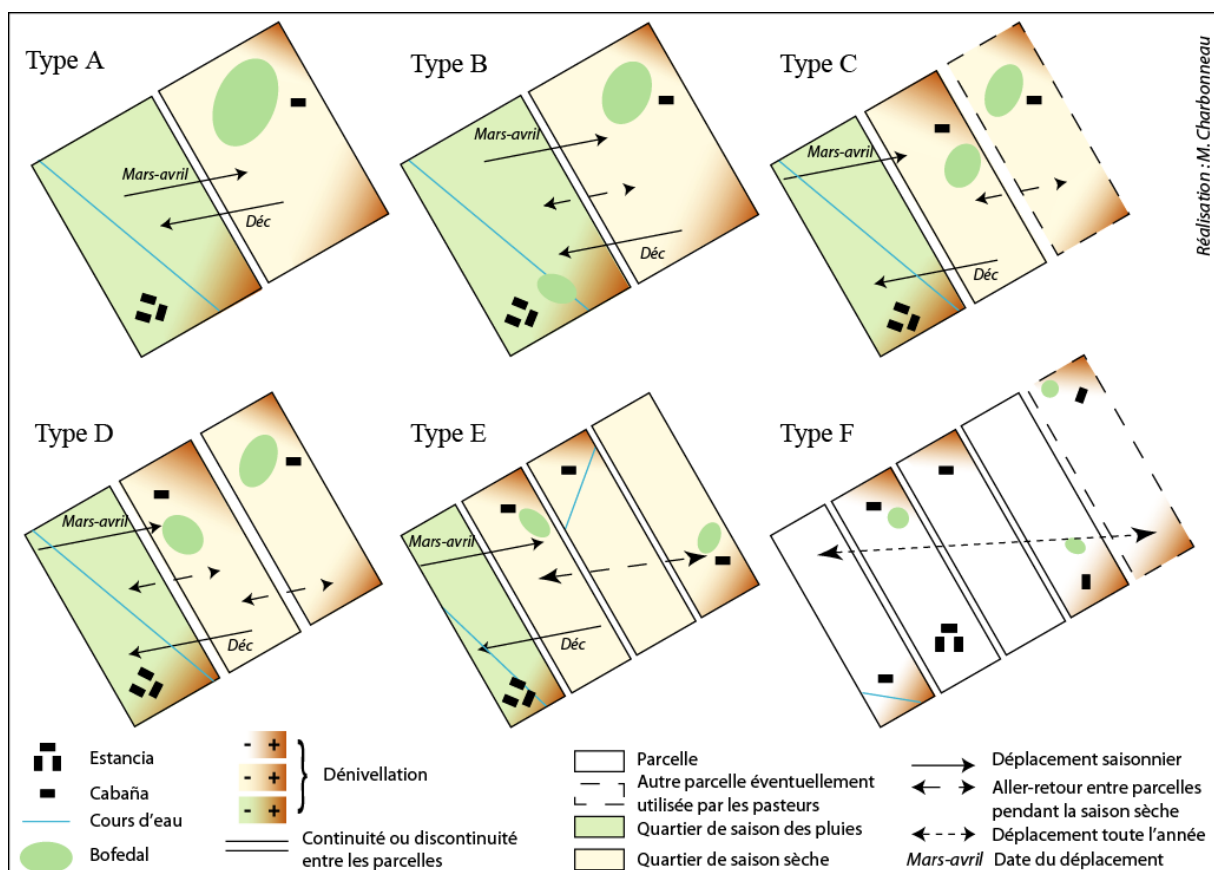 Type A
Mars-avril
Déc
Type B
Mars-avril
Déc
Type C
Mars-avril
Déc
Réalisation : M. Charbonneau
Type D
Mars-avril
Déc
Type E
Mars-avril
Déc
Type F
Estancia
Cabaña
Cours d'eau
Bofedal
- +
- +
- +
Dénivellation
Continuité ou discontinuité
entre les parcelles
Parcelle
Autre parcelle éventuellement
utilisée par les pasteurs
Quartier de saison des pluies
Quartier de saison sèche
Déplacement saisonnier
Aller-retour entre parcelles
pendant la saison sèche
Déplacement toute l'année
Mars-avril Date du déplacement